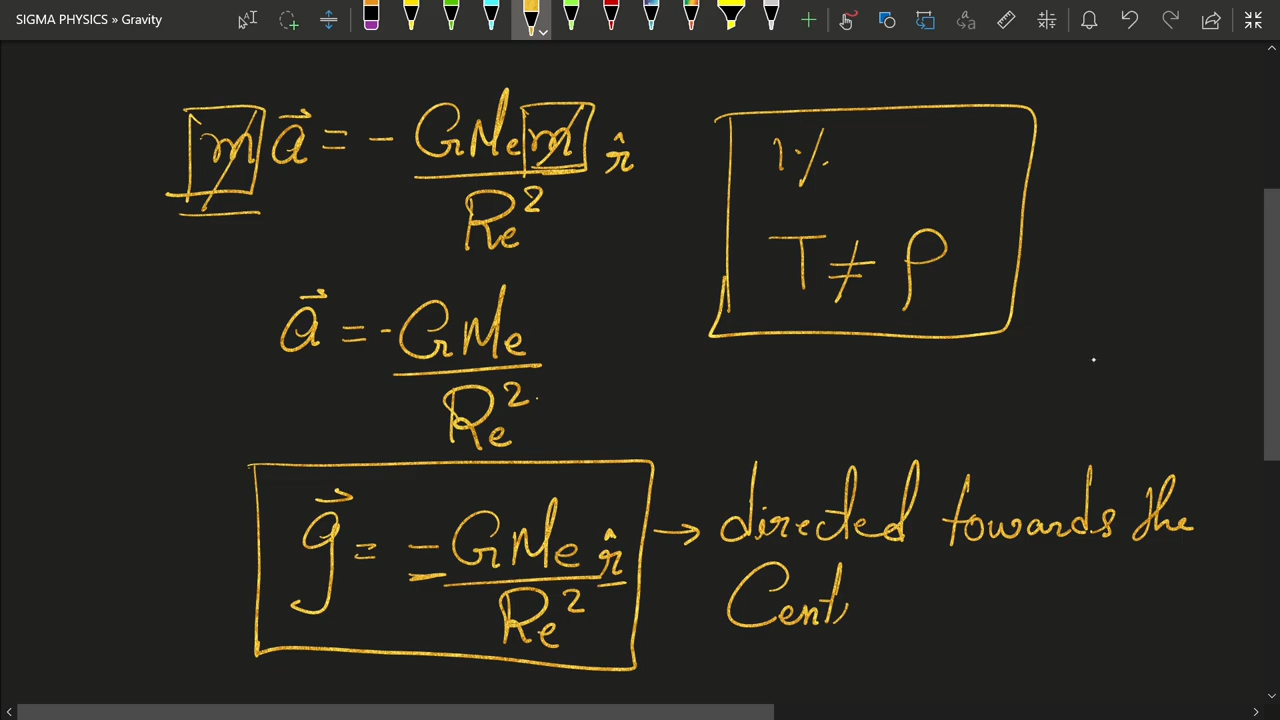 SIGMA PHYSICS » Gravity
m a⃗ = - GMe m / Re² r̂
1%
T ≠ ρ
a⃗ = - GMe / Re²
g⃗ = - GMe r̂ / Re² → directed towards the
Cent